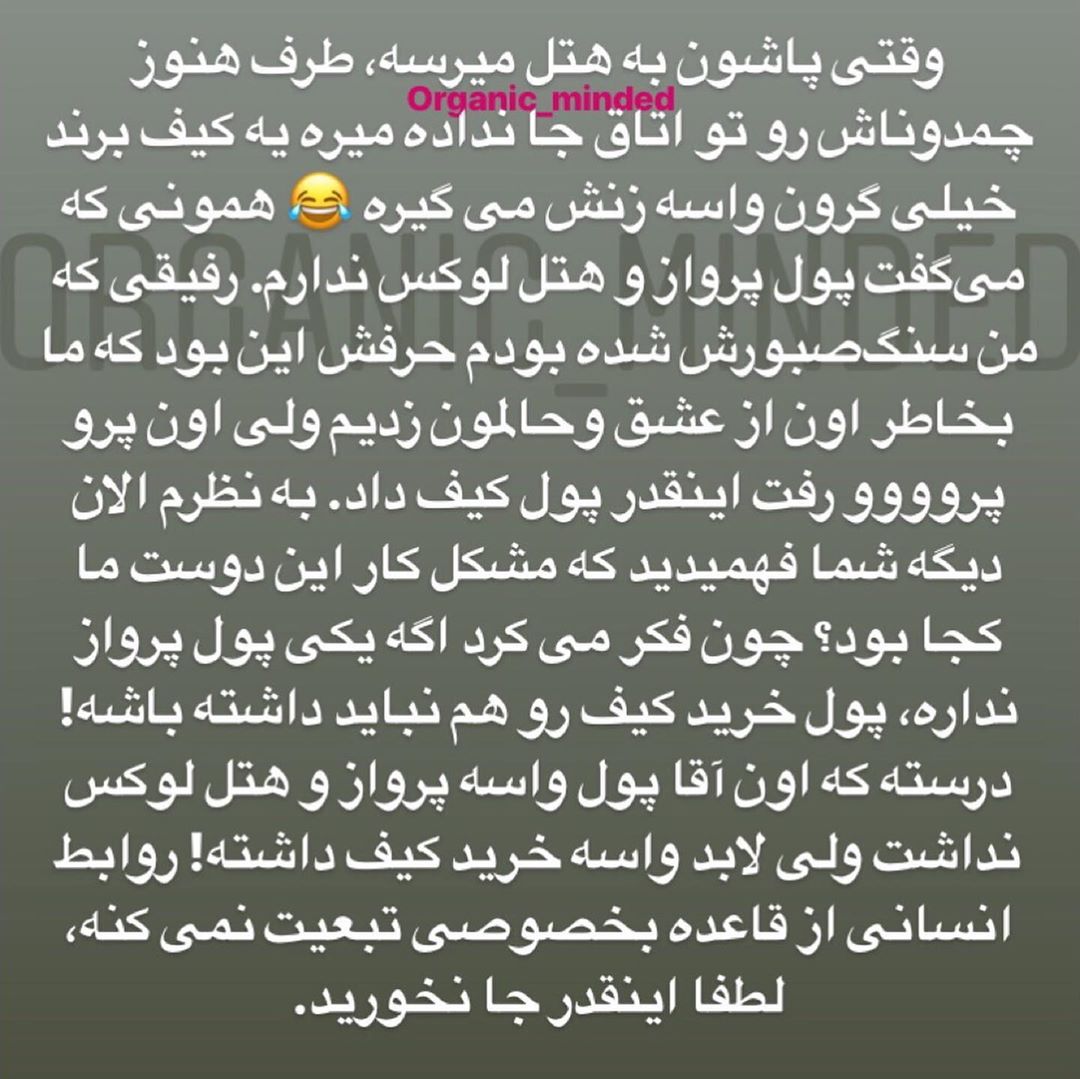 وقتی پاشون به هتل میرسه، طرف هنوز
Organic_minded
چمدوناش رو تو اتاق جا نداده میره یه کیف برند
خیلی گرون واسه زنش می گیره 😂 همونی که
می‌گفت پول پرواز و هتل لوکس ندارم. رفیقی که
ORGANIC_MINDED
من سنگ‌صبورش شده بودم حرفش این بود که ما
بخاطر اون از عشق وحالمون زدیم ولی اون پرو
پروووو رفت اینقدر پول کیف داد. به نظرم الان
دیگه شما فهمیدید که مشکل کار این دوست ما
کجا بود؟ چون فکر می کرد اگه یکی پول پرواز
نداره، پول خرید کیف رو هم نباید داشته باشه!
درسته که اون آقا پول واسه پرواز و هتل لوکس
نداشت ولی لابد واسه خرید کیف داشته! روابط
انسانی از قاعده بخصوصی تبعیت نمی کنه،
لطفا اینقدر جا نخورید.